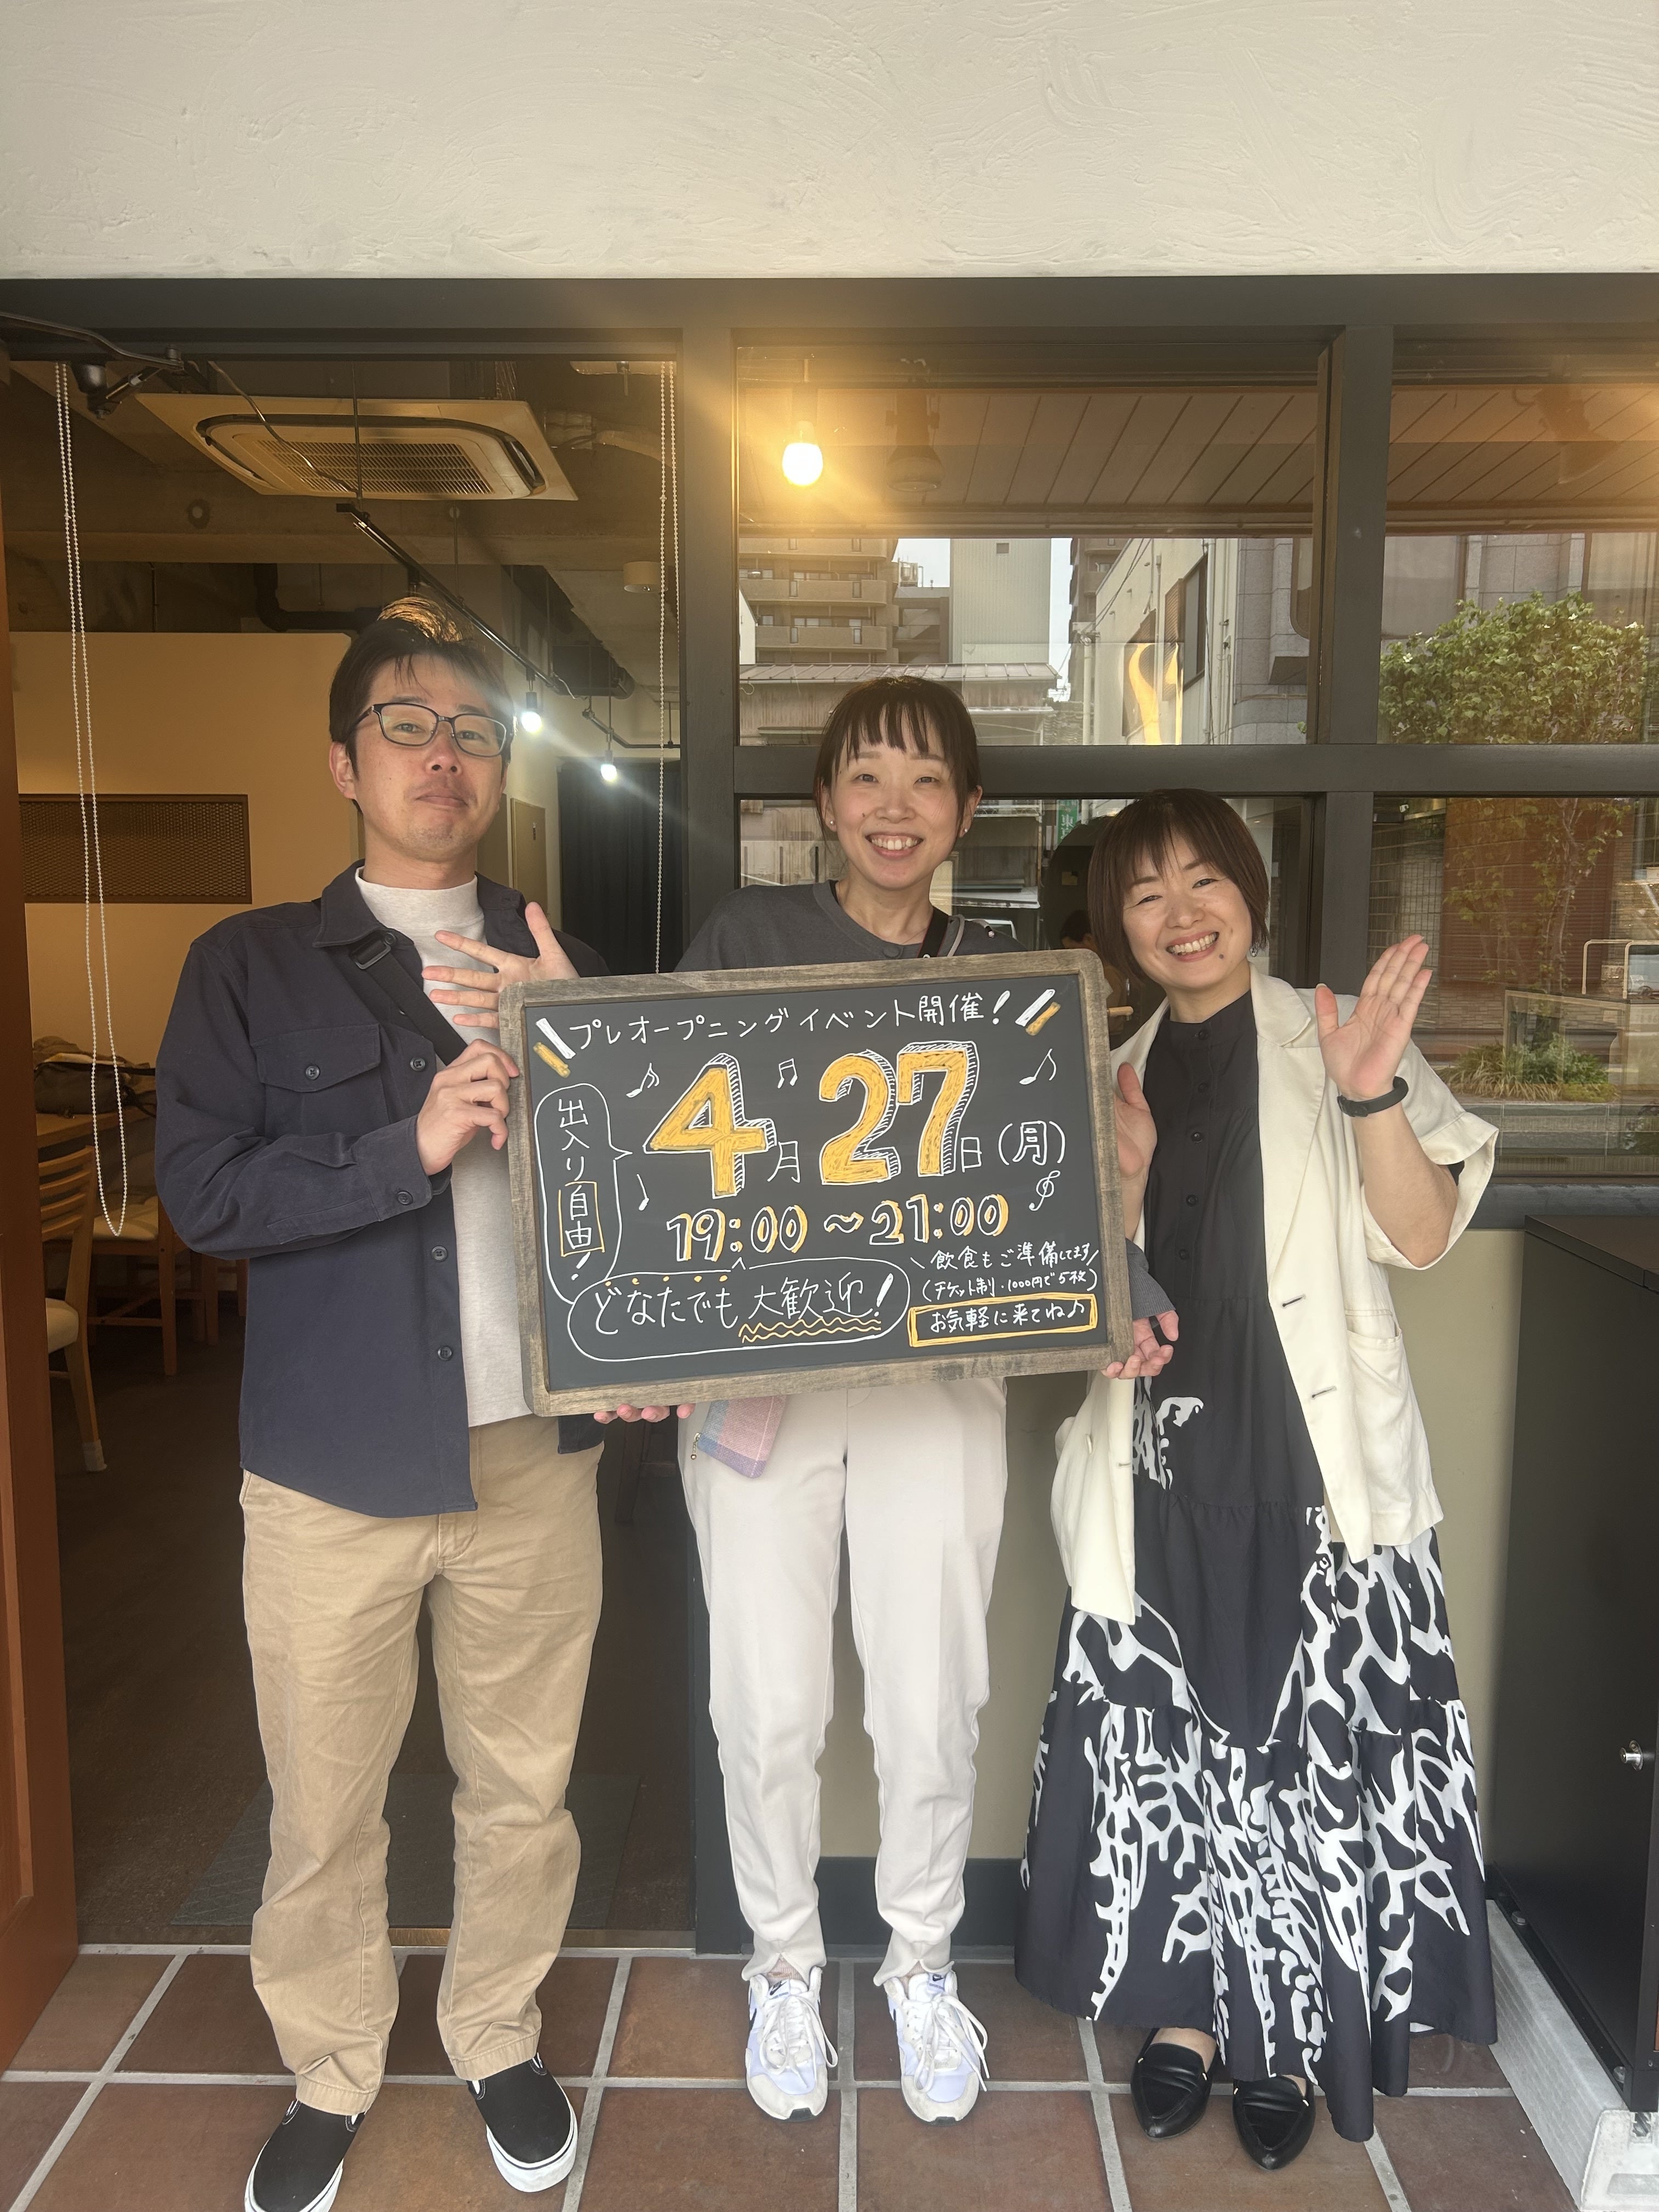 プレオープニングイベント開催!
出入り自由!
4月27日(月)
19:00~21:00
どなたでも大歓迎!
飲食もご準備してます
(チケット制・1000円で5枚)
お気軽に来てね♪